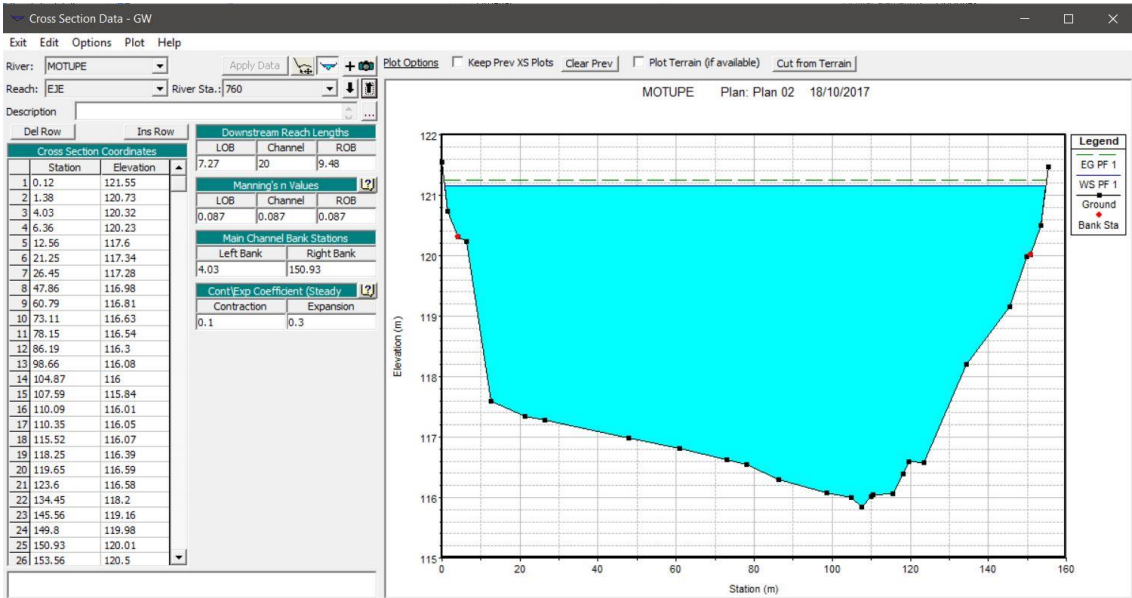 Cross Section Data - GW
Exit Edit Options Plot Help
River: MOTUPE
Apply Data
Plot Options Keep Prev XS Plots Clear Prev Plot Terrain (if available) Cut from Terrain
Reach: EJE River Sta.: 760
Description ...
Del Row Ins Row
Cross Section Coordinates
Station Elevation
1 0.12 121.55
2 1.38 120.73
3 4.03 120.32
4 6.36 120.23
5 12.56 117.6
6 21.25 117.34
7 26.45 117.28
8 47.86 116.98
9 60.79 116.81
10 73.11 116.63
11 78.15 116.54
12 86.19 116.3
13 98.66 116.08
14 104.87 116
15 107.59 115.84
16 110.09 116.01
17 110.35 116.05
18 115.52 116.07
19 118.25 116.39
20 119.65 116.59
21 123.6 116.58
22 134.45 118.2
23 145.56 119.16
24 149.8 119.98
25 150.93 120.01
26 153.56 120.5
Downstream Reach Lengths
LOB Channel ROB
7.27 20 9.48
Manning's n Values ?
LOB Channel ROB
0.087 0.087 0.087
Main Channel Bank Stations
Left Bank Right Bank
4.03 150.93
Cont\Exp Coefficient (Steady ?
Contraction Expansion
0.1 0.3
MOTUPE Plan: Plan 02 18/10/2017
122
121
120
119
118
117
116
115
Elevation (m)
0 20 40 60 80 100 120 140 160
Station (m)
Legend
EG PF 1
WS PF 1
Ground
Bank Sta